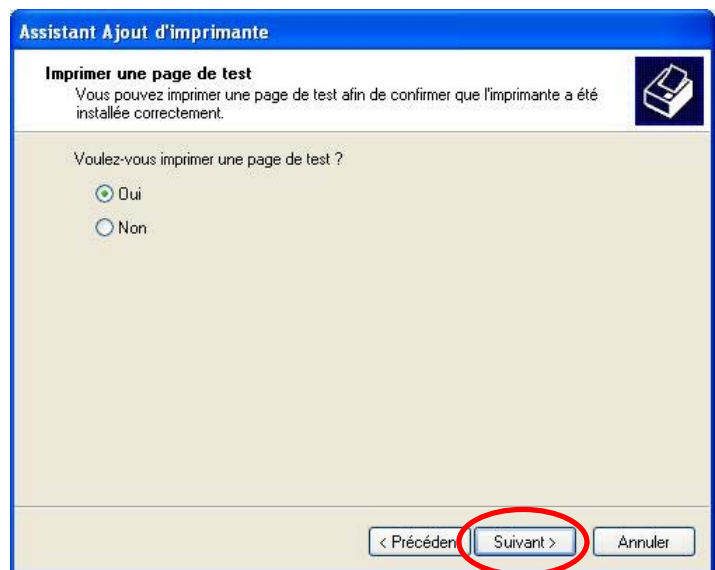 Assistant Ajout d'imprimante
Imprimer une page de test
Vous pouvez imprimer une page de test afin de confirmer que l'imprimante a été
installée correctement.
Voulez-vous imprimer une page de test ?
Oui
Non
< Précéden Suivant > Annuler